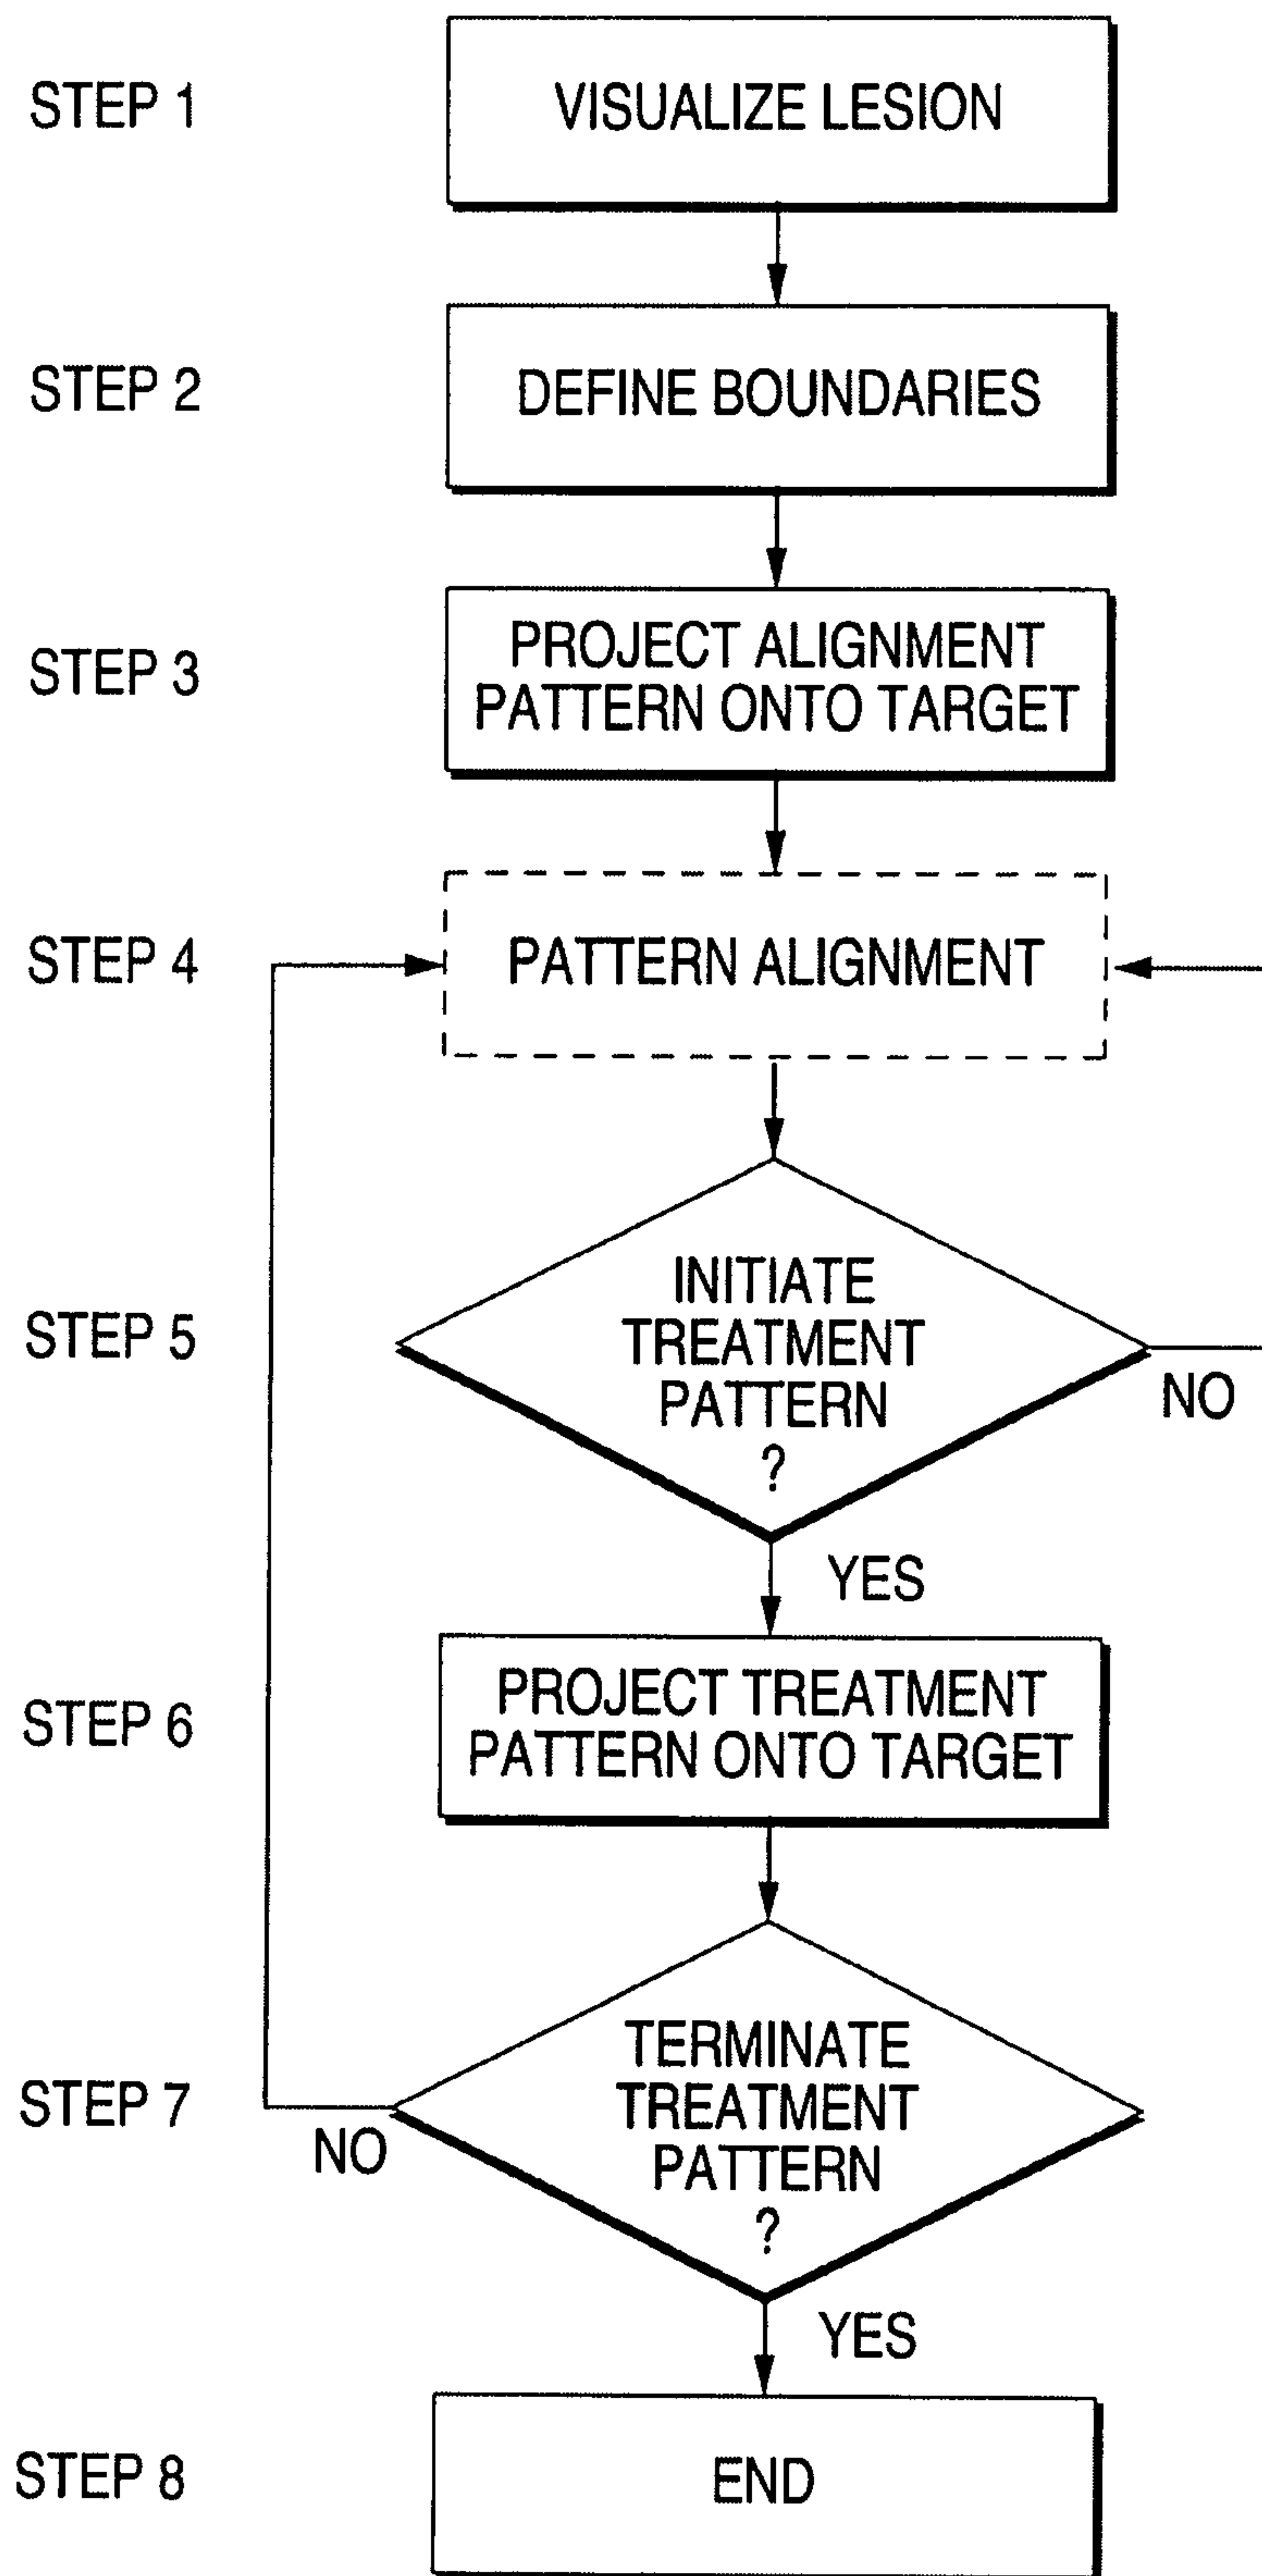 STEP 1
VISUALIZE LESION
STEP 2
DEFINE BOUNDARIES
STEP 3
PROJECT ALIGNMENT
PATTERN ONTO TARGET
STEP 4
PATTERN ALIGNMENT
STEP 5
INITIATE
TREATMENT
PATTERN
?
NO
YES
STEP 6
PROJECT TREATMENT
PATTERN ONTO TARGET
STEP 7
TERMINATE
TREATMENT
PATTERN
?
NO
YES
STEP 8
END